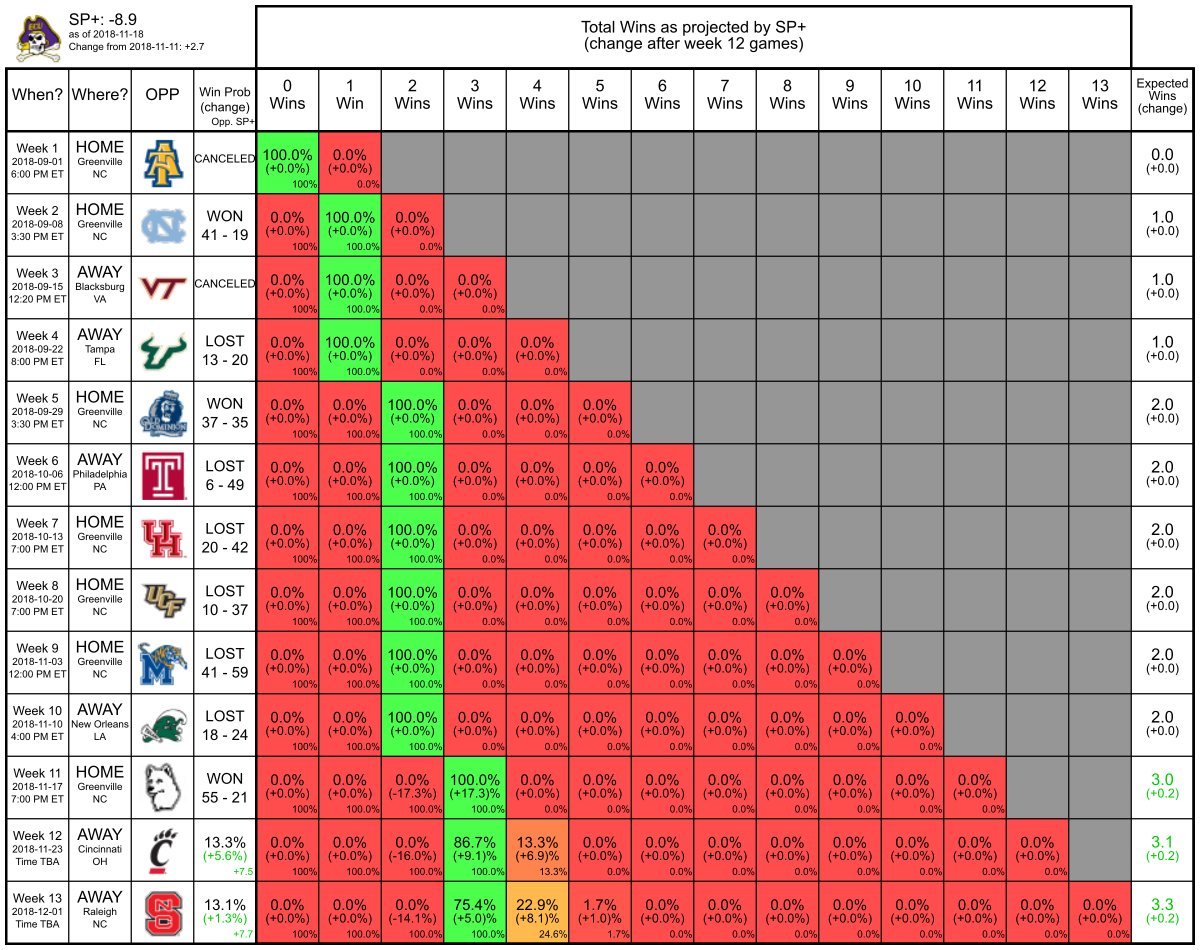 SP+: -8.9
as of 2018-11-18
Change from 2018-11-11: +2.7
Total Wins as projected by SP+
(change after week 12 games)
When? Where? OPP Win Prob (change) Opp. SP+ 0 Wins 1 Win 2 Wins 3 Wins 4 Wins 5 Wins 6 Wins 7 Wins 8 Wins 9 Wins 10 Wins 11 Wins 12 Wins 13 Wins Expected Wins (change)
Week 1 HOME CANCELED 100.0% 0.0% 0.0
2018-09-01 Greenville (+0.0%) (+0.0%) (+0.0)
6:00 PM ET NC 100% 0.0%
Week 2 HOME WON 0.0% 100.0% 0.0% 1.0
2018-09-08 Greenville 41 - 19 (+0.0%) (+0.0%) (+0.0%) (+0.0)
3:30 PM ET NC 100% 100.0% 0.0%
Week 3 AWAY VT CANCELED 0.0% 100.0% 0.0% 0.0% 1.0
2018-09-15 Blacksburg (+0.0%) (+0.0%) (+0.0%) (+0.0%) (+0.0)
12:20 PM ET VA 100% 100.0% 0.0% 0.0%
Week 4 AWAY LOST 0.0% 100.0% 0.0% 0.0% 0.0% 1.0
2018-09-22 Tampa 13 - 20 (+0.0%) (+0.0%) (+0.0%) (+0.0%) (+0.0%) (+0.0)
8:00 PM ET FL 100% 100.0% 0.0% 0.0% 0.0%
Week 5 HOME WON 0.0% 0.0% 100.0% 0.0% 0.0% 0.0% 2.0
2018-09-29 Greenville OLD DOMINION 37 - 35 (+0.0%) (+0.0%) (+0.0%) (+0.0%) (+0.0%) (+0.0%) (+0.0)
3:30 PM ET NC 100% 100.0% 100.0% 0.0% 0.0% 0.0%
Week 6 AWAY T LOST 0.0% 0.0% 100.0% 0.0% 0.0% 0.0% 0.0% 2.0
2018-10-06 Philadelphia 6 - 49 (+0.0%) (+0.0%) (+0.0%) (+0.0%) (+0.0%) (+0.0%) (+0.0%) (+0.0)
12:00 PM ET PA 100% 100.0% 100.0% 0.0% 0.0% 0.0% 0.0%
Week 7 HOME UH LOST 0.0% 0.0% 100.0% 0.0% 0.0% 0.0% 0.0% 0.0% 2.0
2018-10-13 Greenville 20 - 42 (+0.0%) (+0.0%) (+0.0%) (+0.0%) (+0.0%) (+0.0%) (+0.0%) (+0.0%) (+0.0)
7:00 PM ET NC 100% 100.0% 100.0% 0.0% 0.0% 0.0% 0.0% 0.0%
Week 8 HOME UCF LOST 0.0% 0.0% 100.0% 0.0% 0.0% 0.0% 0.0% 0.0% 0.0% 2.0
2018-10-20 Greenville 10 - 37 (+0.0%) (+0.0%) (+0.0%) (+0.0%) (+0.0%) (+0.0%) (+0.0%) (+0.0%) (+0.0%) (+0.0)
7:00 PM ET NC 100% 100.0% 100.0% 0.0% 0.0% 0.0% 0.0% 0.0% 0.0%
Week 9 HOME M LOST 0.0% 0.0% 100.0% 0.0% 0.0% 0.0% 0.0% 0.0% 0.0% 0.0% 2.0
2018-11-03 Greenville 41 - 59 (+0.0%) (+0.0%) (+0.0%) (+0.0%) (+0.0%) (+0.0%) (+0.0%) (+0.0%) (+0.0%) (+0.0%) (+0.0)
12:00 PM ET NC 100% 100.0% 100.0% 0.0% 0.0% 0.0% 0.0% 0.0% 0.0% 0.0%
Week 10 AWAY LOST 0.0% 0.0% 100.0% 0.0% 0.0% 0.0% 0.0% 0.0% 0.0% 0.0% 0.0% 2.0
2018-11-10 New Orleans 18 - 24 (+0.0%) (+0.0%) (+0.0%) (+0.0%) (+0.0%) (+0.0%) (+0.0%) (+0.0%) (+0.0%) (+0.0%) (+0.0%) (+0.0)
4:00 PM ET LA 100% 100.0% 100.0% 0.0% 0.0% 0.0% 0.0% 0.0% 0.0% 0.0% 0.0%
Week 11 HOME WON 0.0% 0.0% 0.0% 100.0% 0.0% 0.0% 0.0% 0.0% 0.0% 0.0% 0.0% 0.0% 3.0
2018-11-17 Greenville 55 - 21 (+0.0%) (+0.0%) (-17.3%) (+17.3)% (+0.0%) (+0.0%) (+0.0%) (+0.0%) (+0.0%) (+0.0%) (+0.0%) (+0.0%) (+0.2)
7:00 PM ET NC 100% 100.0% 100.0% 100.0% 0.0% 0.0% 0.0% 0.0% 0.0% 0.0% 0.0% 0.0%
Week 12 AWAY C 13.3% 0.0% 0.0% 0.0% 86.7% 13.3% 0.0% 0.0% 0.0% 0.0% 0.0% 0.0% 0.0% 0.0% 3.1
2018-11-23 Cincinnati (+5.6%) (+0.0%) (+0.0%) (-16.0%) (+9.1)% (+6.9)% (+0.0%) (+0.0%) (+0.0%) (+0.0%) (+0.0%) (+0.0%) (+0.0%) (+0.0%) (+0.2)
Time TBA OH +7.5 100% 100.0% 100.0% 100.0% 13.3% 0.0% 0.0% 0.0% 0.0% 0.0% 0.0% 0.0% 0.0%
Week 13 AWAY 13.1% 0.0% 0.0% 0.0% 75.4% 22.9% 1.7% 0.0% 0.0% 0.0% 0.0% 0.0% 0.0% 0.0% 0.0% 3.3
2018-12-01 Raleigh (+1.3%) (+0.0%) (+0.0%) (-14.1%) (+5.0)% (+8.1)% (+1.0)% (+0.0%) (+0.0%) (+0.0%) (+0.0%) (+0.0%) (+0.0%) (+0.0%) (+0.0%) (+0.2)
Time TBA NC +7.7 100% 100.0% 100.0% 100.0% 24.6% 1.7% 0.0% 0.0% 0.0% 0.0% 0.0% 0.0% 0.0% 0.0%